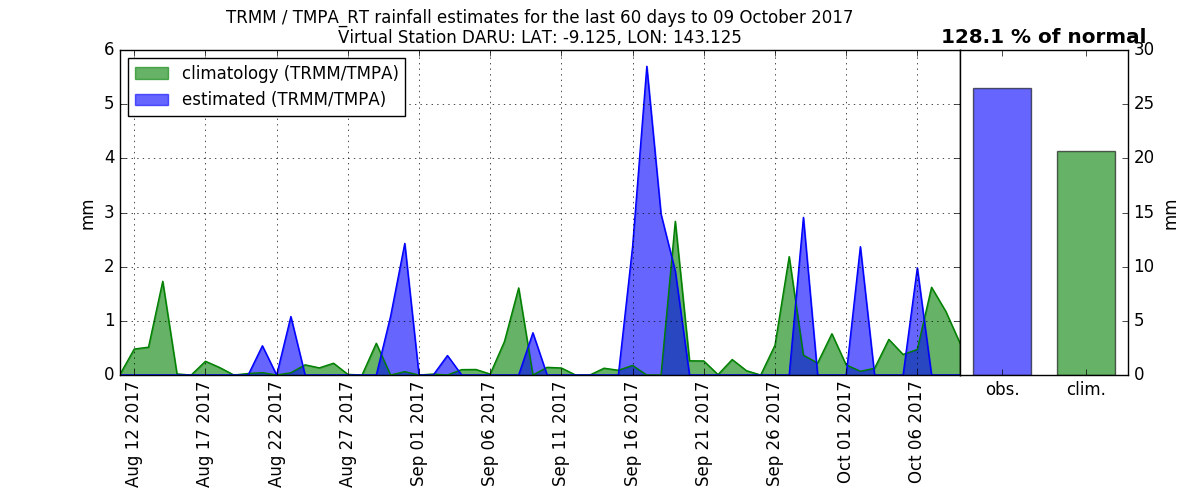 TRMM / TMPA_RT rainfall estimates for the last 60 days to 09 October 2017
Virtual Station DARU: LAT: -9.125, LON: 143.125
128.1 % of normal
climatology (TRMM/TMPA)
estimated (TRMM/TMPA)
6
5
4
3
2
1
0
mm
30
25
20
15
10
5
0
mm
Aug 12 2017
Aug 17 2017
Aug 22 2017
Aug 27 2017
Sep 01 2017
Sep 06 2017
Sep 11 2017
Sep 16 2017
Sep 21 2017
Sep 26 2017
Oct 01 2017
Oct 06 2017
obs.
clim.